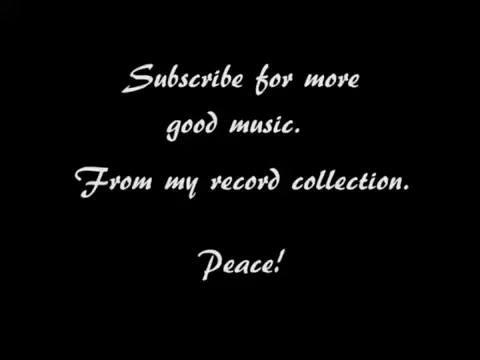 Subscribe for more
good music.
From my record collection.
Peace!